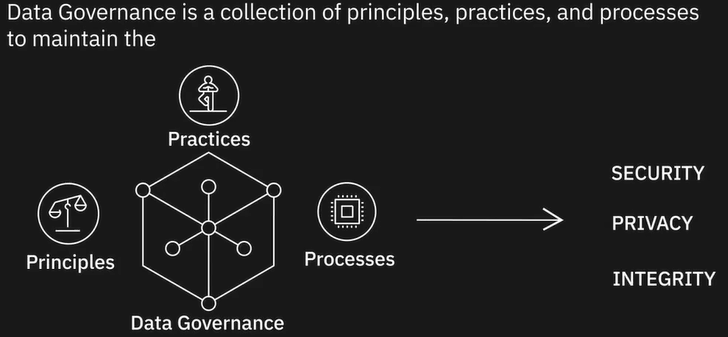 Data Governance is a collection of principles, practices, and processes
to maintain the
Practices
Principles
Processes
Data Governance
SECURITY
PRIVACY
INTEGRITY